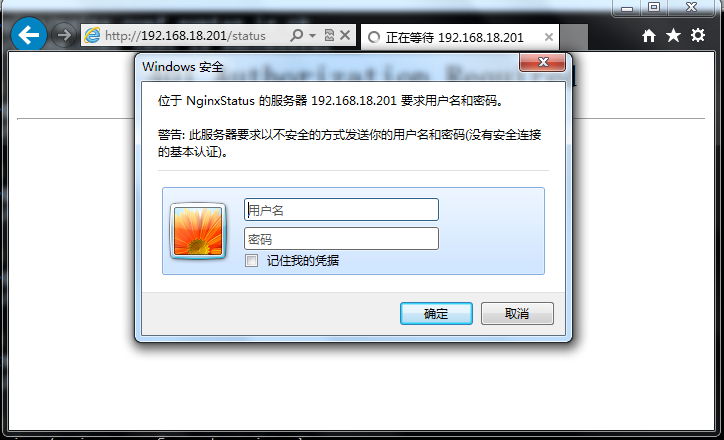 http://192.168.18.201/status
正在等待 192.168.18.201
Windows 安全
Authorization Required
位于 NginxStatus 的服务器 192.168.18.201 要求用户名和密码。
警告: 此服务器要求以不安全的方式发送你的用户名和密码(没有安全连接
的基本认证)。
用户名
密码
记住我的凭据
确定
取消